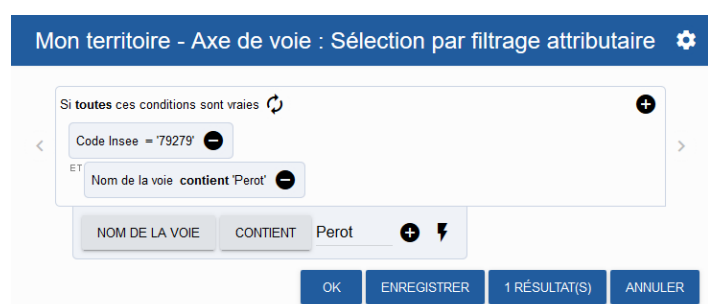 Mon territoire - Axe de voie : Sélection par filtrage attributaire
Si toutes ces conditions sont vraies
Code Insee = '79279'
ET
Nom de la voie contient 'Perot'
NOM DE LA VOIE CONTIENT Perot
OK ENREGISTRER 1 RÉSULTAT(S) ANNULER